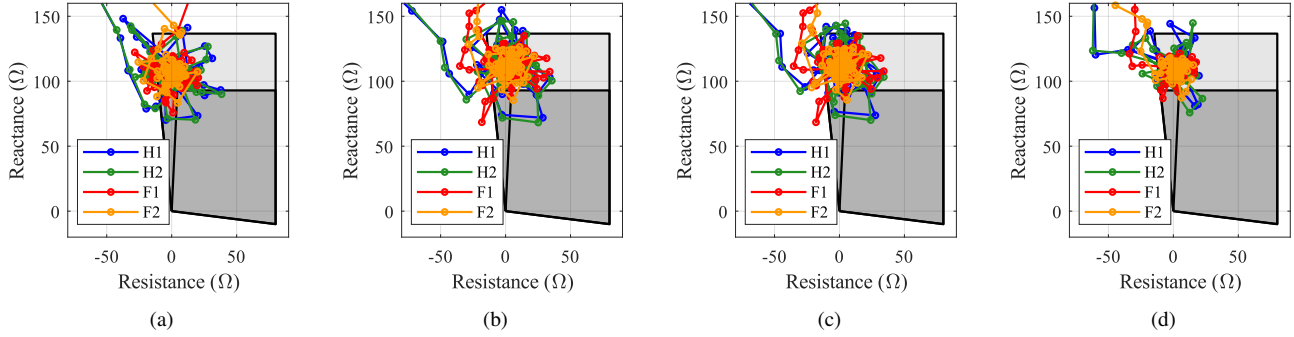 Reactance (Ω)
150
100
50
0
H1
H2
F1
F2
-50
0
50
Resistance (Ω)
(a)
Reactance (Ω)
150
100
50
0
H1
H2
F1
F2
-50
0
50
Resistance (Ω)
(b)
Reactance (Ω)
150
100
50
0
H1
H2
F1
F2
-50
0
50
Resistance (Ω)
(c)
Reactance (Ω)
150
100
50
0
H1
H2
F1
F2
-50
0
50
Resistance (Ω)
(d)